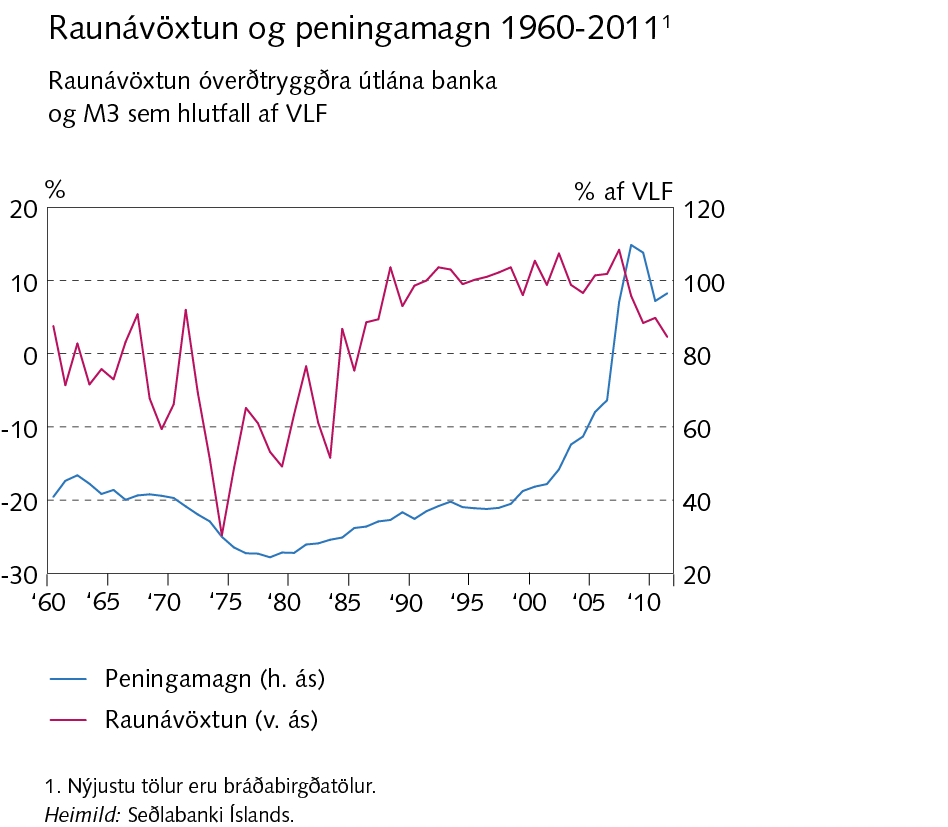 Raunávöxtun og peningamagn 1960-2011¹
Raunávöxtun óverðtryggðra útlána banka
og M3 sem hlutfall af VLF
% % af VLF
20 120
10 100
0 80
-10 60
-20 40
-30 20
‘60 ‘65 ‘70 ‘75 ‘80 ‘85 ‘90 ‘95 ‘00 ‘05 ‘10
Peningamagn (h. ás)
Raunávöxtun (v. ás)
1. Nýjustu tölur eru bráðabirgðatölur.
Heimild: Seðlabanki Íslands.